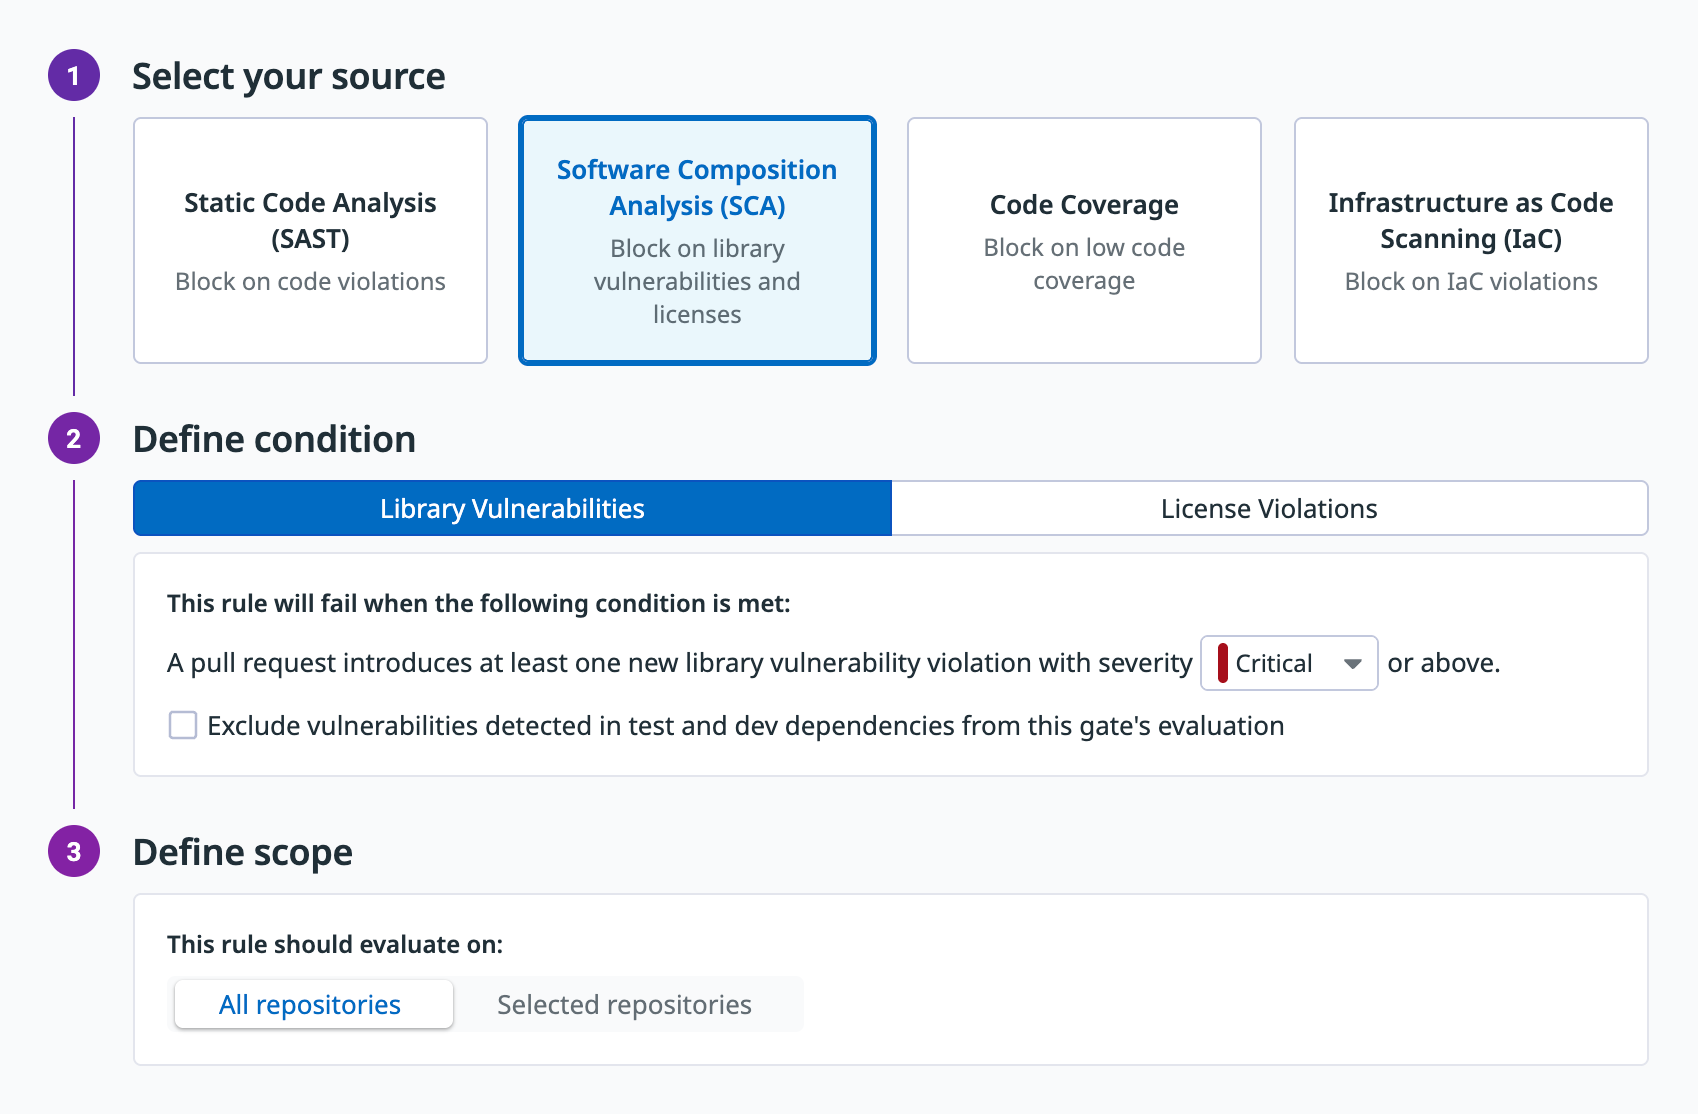 1
Select your source
Static Code Analysis
(SAST)
Block on code violations
Software Composition
Analysis (SCA)
Block on library
vulnerabilities and
licenses
Code Coverage
Block on low code
coverage
Infrastructure as Code
Scanning (IaC)
Block on IaC violations
2
Define condition
Library Vulnerabilities
License Violations
This rule will fail when the following condition is met:
A pull request introduces at least one new library vulnerability violation with severity Critical or above.
Exclude vulnerabilities detected in test and dev dependencies from this gate's evaluation
3
Define scope
This rule should evaluate on:
All repositories
Selected repositories